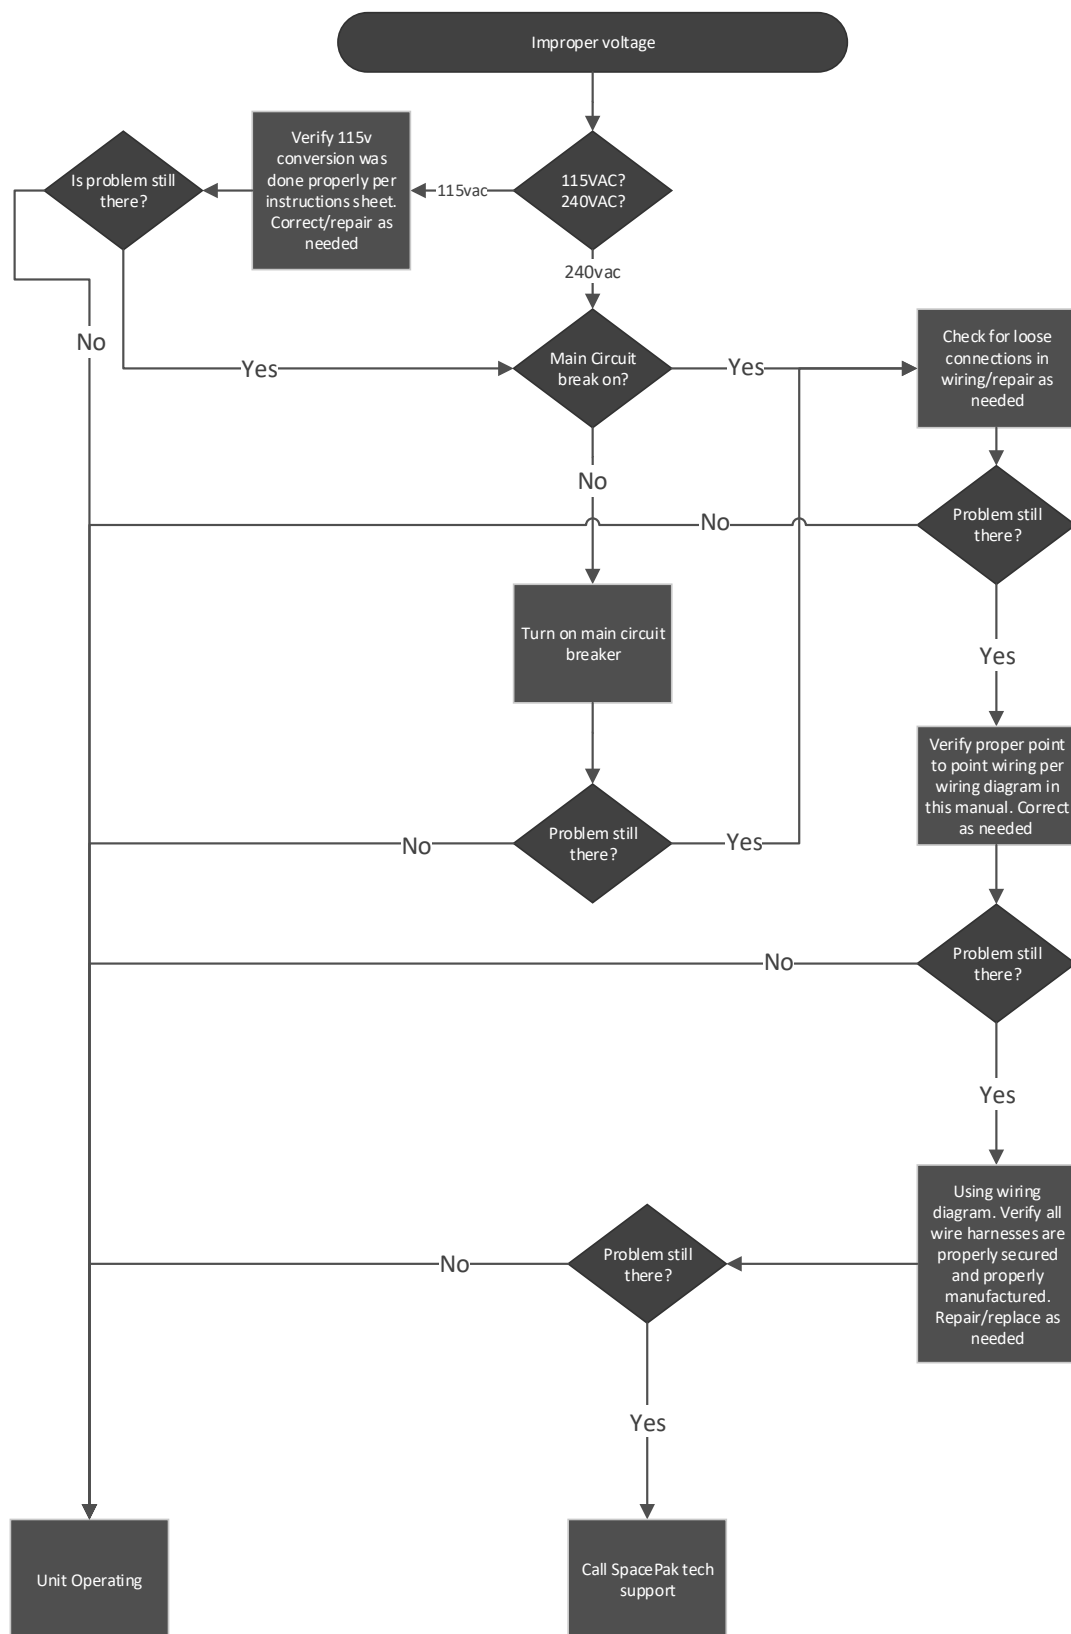 Improper voltage
Verify 115v
conversion was
done properly per
instructions sheet.
Correct/repair as
needed
Is problem still
there?
115vac
115VAC?
240VAC?
240vac
No
Yes
Main Circuit
break on?
Yes
Check for loose
connections in
wiring/repair as
needed
No
No
Problem still
there?
Turn on main circuit
breaker
Yes
Verify proper point
to point wiring per
wiring diagram in
this manual. Correct
as needed
No
Problem still
there?
Yes
No
Problem still
there?
Yes
Using wiring
diagram. Verify all
wire harnesses are
properly secured
and properly
manufactured.
Repair/replace as
needed
No
Problem still
there?
Yes
Unit Operating
Call SpacePak tech
support